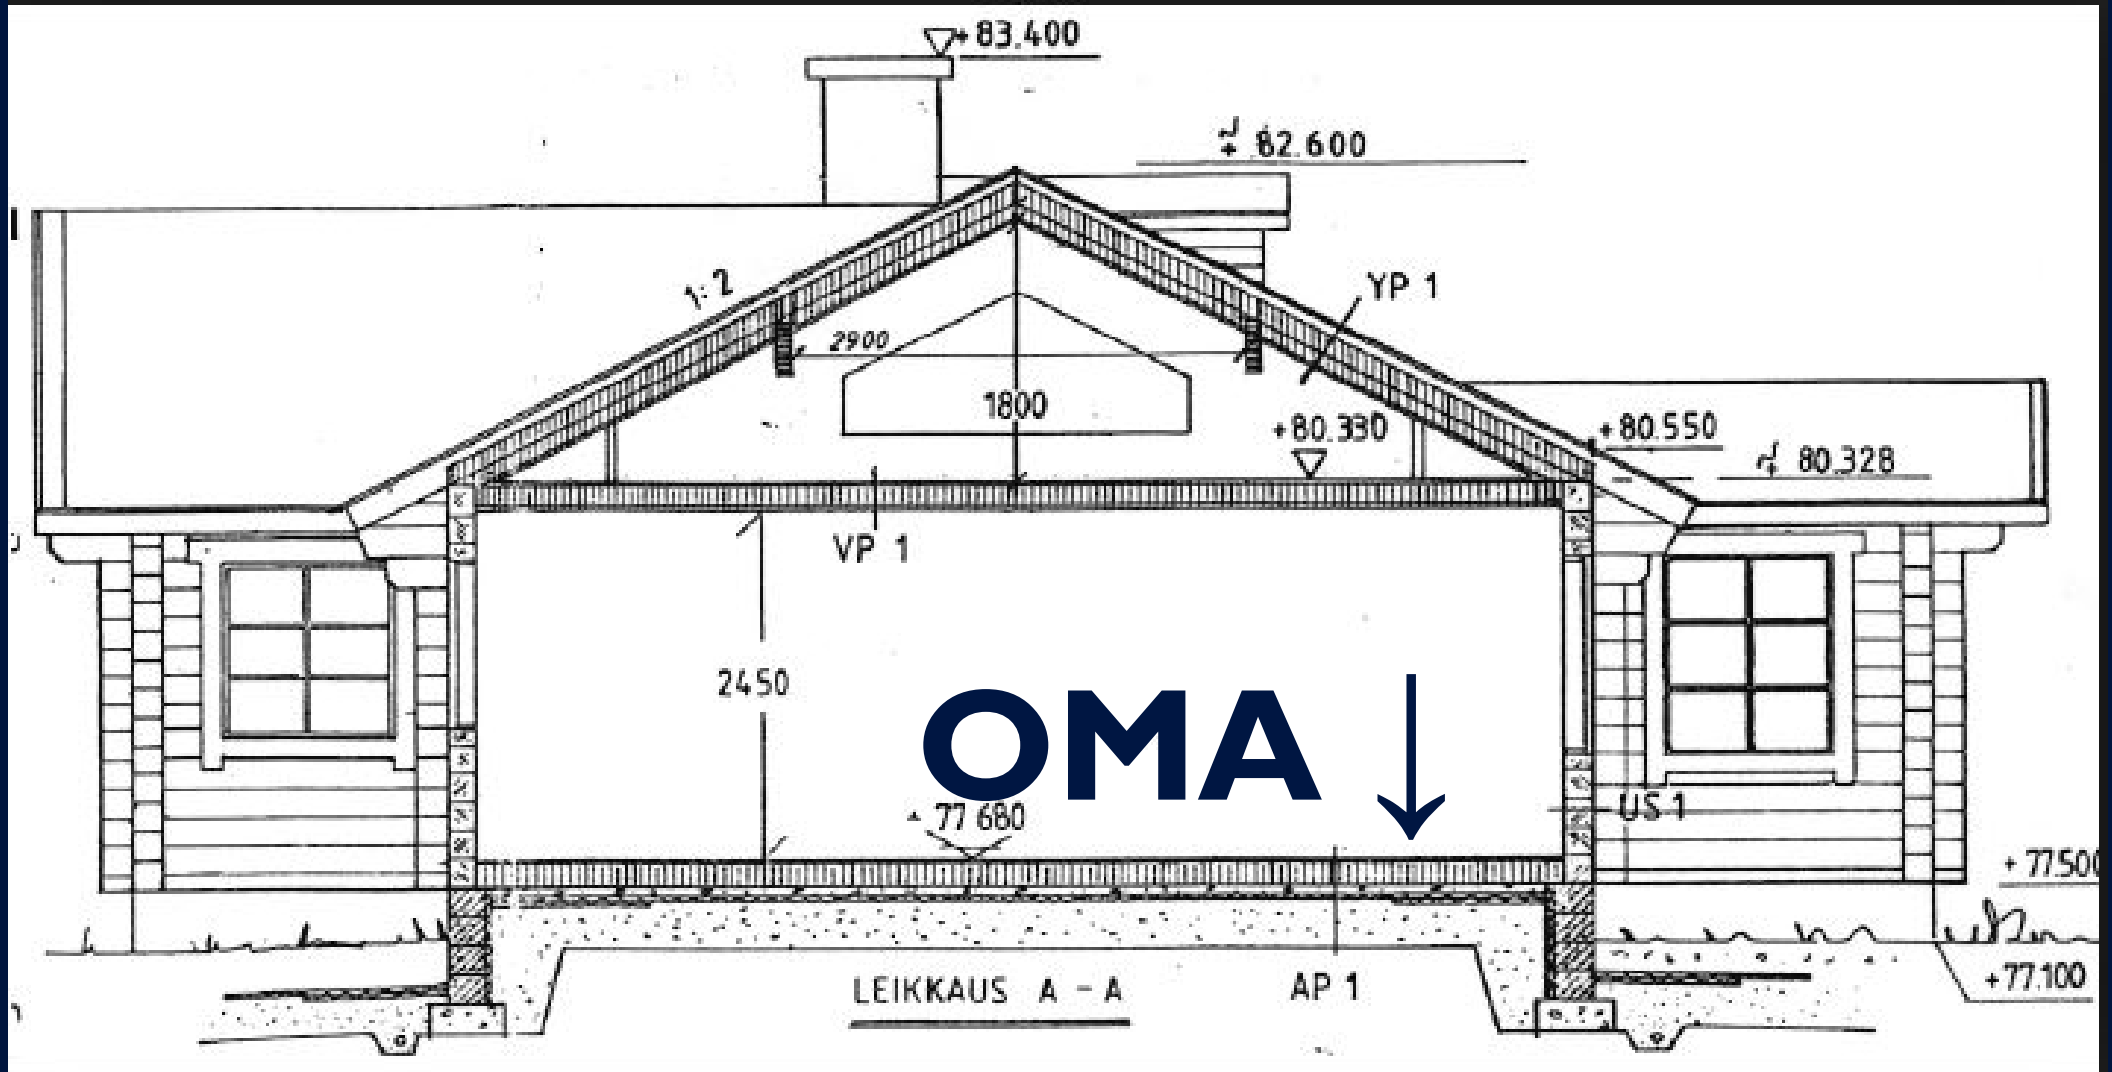 +83.400
+82.600
1:2
YP 1
2900
1800
+80.330
+80.550
80.328
VP 1
2450
OMA ↓
77.680
US 1
+77.500
+77.100
LEIKKAUS A - A
AP 1